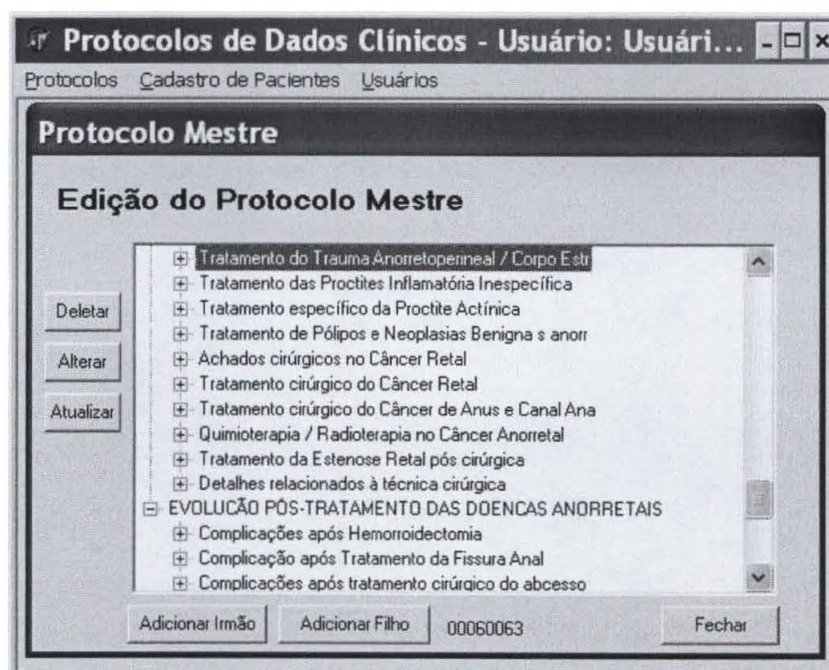 Protocolos de Dados Clínicos - Usuário: Usuári...
Protocolos Cadastro de Pacientes Usuários
Protocolo Mestre
Edição do Protocolo Mestre
Tratamento do Trauma Anorretoperineal / Corpo Estr
Tratamento das Proctites Inflamatória Inespecífica
Deletar
Tratamento específico da Proctite Actínica
Tratamento de Pólipos e Neoplasias Benigna s anorr
Alterar
Achados cirúrgicos no Câncer Retal
Tratamento cirúrgico do Câncer Retal
Atualizar
Tratamento cirúrgico do Câncer de Anus e Canal Ana
Quimioterapia / Radioterapia no Câncer Anorretal
Tratamento da Estenose Retal pós cirúrgica
Detalhes relacionados à técnica cirúrgica
EVOLUCÃO PÓS-TRATAMENTO DAS DOENCAS ANORRETAIS
Complicações após Hemorroidectomia
Complicação após Tratamento da Fissura Anal
Complicações após tratamento cirúrgico do abcesso
Adicionar Irmão Adicionar Filho 00060063 Fechar